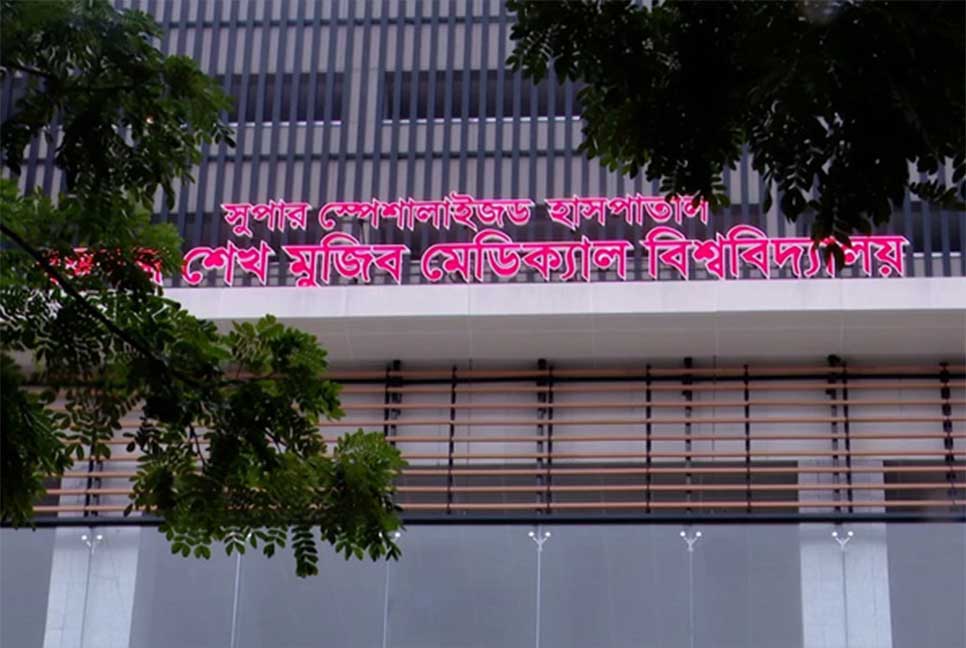 সুপার স্পেশালাইজড হাসপাতাল
শেখ মুজিব মেডিক্যাল বিশ্ববিদ্যালয়